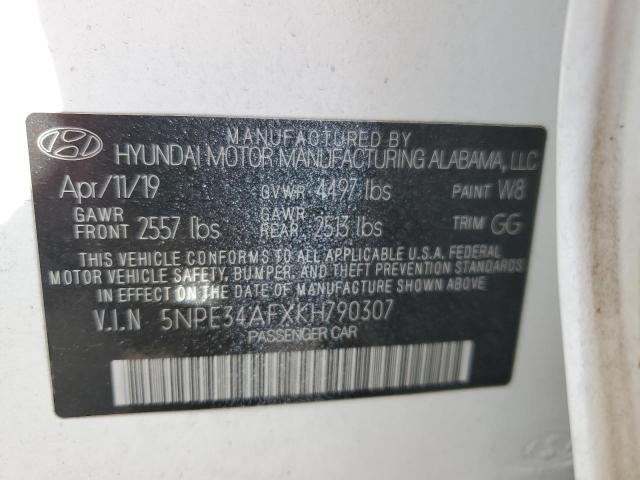 MANUFACTURED BY
HYUNDAI MOTOR MANUFACTURING ALABAMA, LLC
Apr/11/19 GVWR 4497 lbs PAINT W8
GAWR FRONT 2557 lbs GAWR REAR 2513 lbs TRIM GG
THIS VEHICLE CONFORMS TO ALL APPLICABLE U.S.A. FEDERAL
MOTOR VEHICLE SAFETY, BUMPER, AND THEFT PREVENTION STANDARDS
IN EFFECT ON THE DATE OF MANUFACTURE SHOWN ABOVE.
V.I.N 5NPE34AFXKH790307
PASSENGER CAR